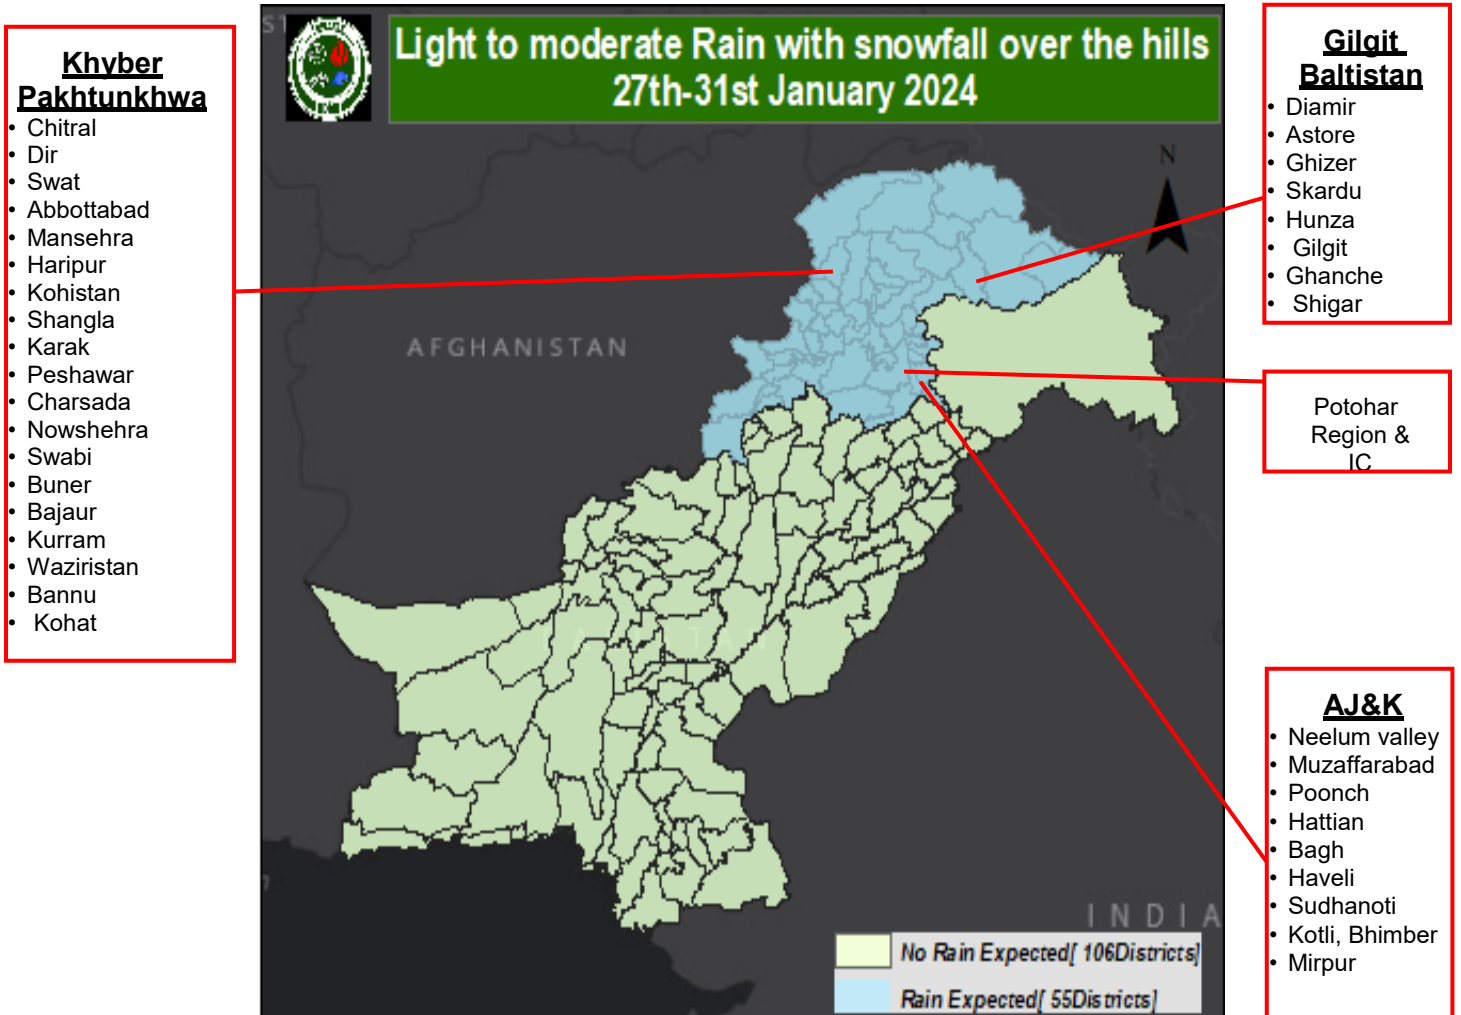 Light to moderate Rain with snowfall over the hills
27th-31st January 2024
Khyber
Pakhtunkhwa
• Chitral
• Dir
• Swat
• Abbottabad
• Mansehra
• Haripur
• Kohistan
• Shangla
• Karak
• Peshawar
• Charsada
• Nowshehra
• Swabi
• Buner
• Bajaur
• Kurram
• Waziristan
• Bannu
• Kohat
Gilgit
Baltistan
• Diamir
• Astore
• Ghizer
• Skardu
• Hunza
• Gilgit
• Ghanche
• Shigar
N
AFGHANISTAN
Potohar
Region &
IC
PAKISTAN
AJ&K
• Neelum valley
• Muzaffarabad
• Poonch
• Hattian
• Bagh
• Haveli
• Sudhanoti
• Kotli, Bhimber
• Mirpur
INDIA
No Rain Expected[ 106Districts]
Rain Expected[ 55Districts]